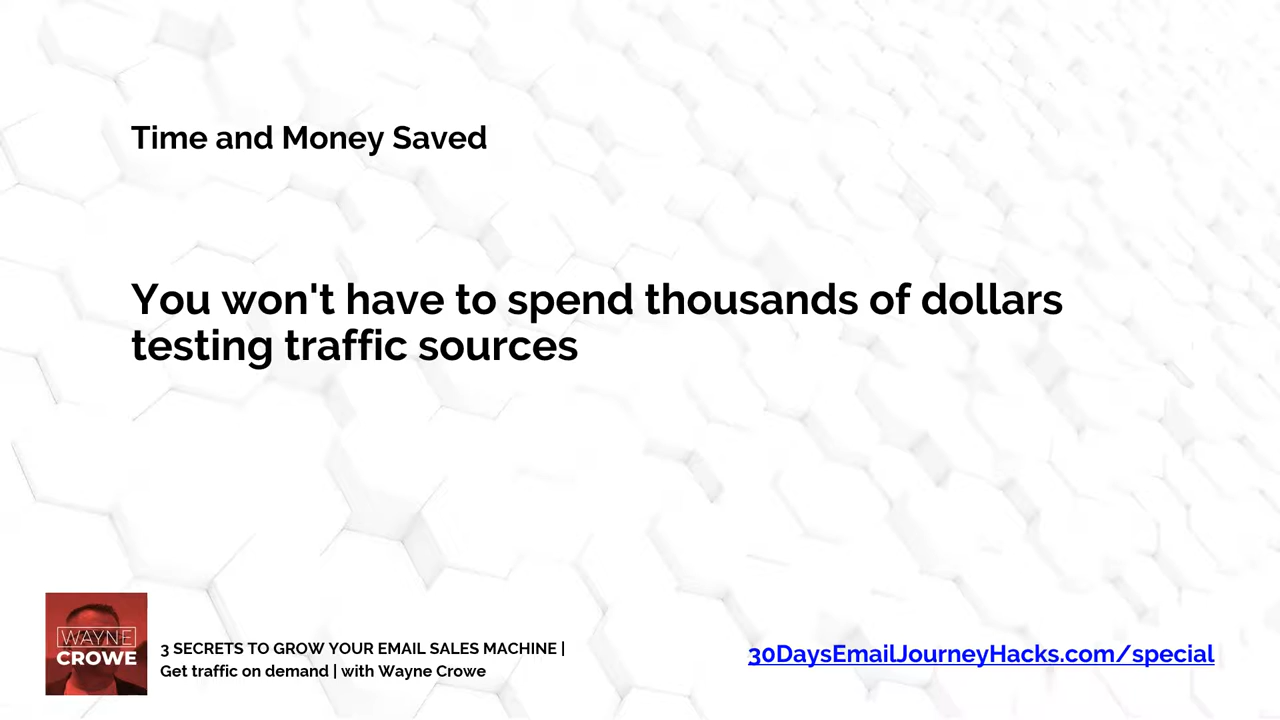 Time and Money Saved
You won't have to spend thousands of dollars
testing traffic sources
WAYNE
CROWE
3 SECRETS TO GROW YOUR EMAIL SALES MACHINE |
Get traffic on demand | with Wayne Crowe
30DaysEmailJourneyHacks.com/special